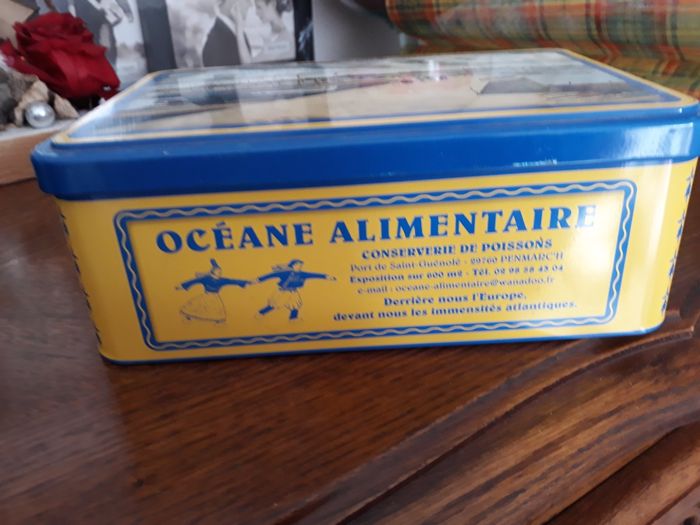 OCÉANE ALIMENTAIRE
CONSERVERIE DE POISSONS
Port de Saint-Guénolé - 29760 PENMARC'H
Exposition sur 600 m2 - Tél. 02 98 58 43 04
e-mail : oceane-alimentaire@wanadoo.fr
Derrière nous l'Europe,
devant nous les immensités atlantiques.